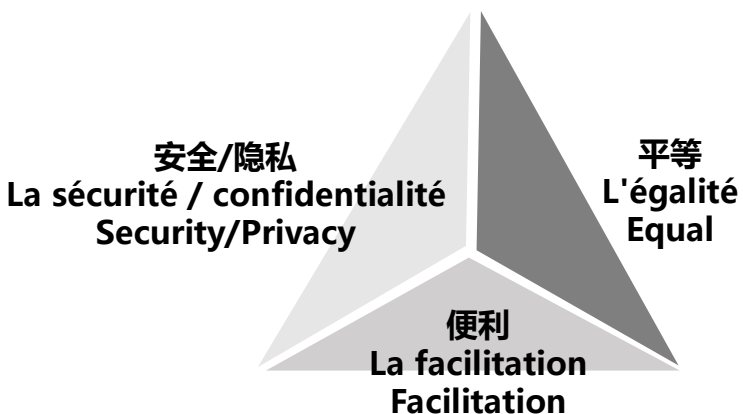 安全/隐私
La sécurité / confidentialité
Security/Privacy
平等
L'égalité
Equal
便利
La facilitation
Facilitation